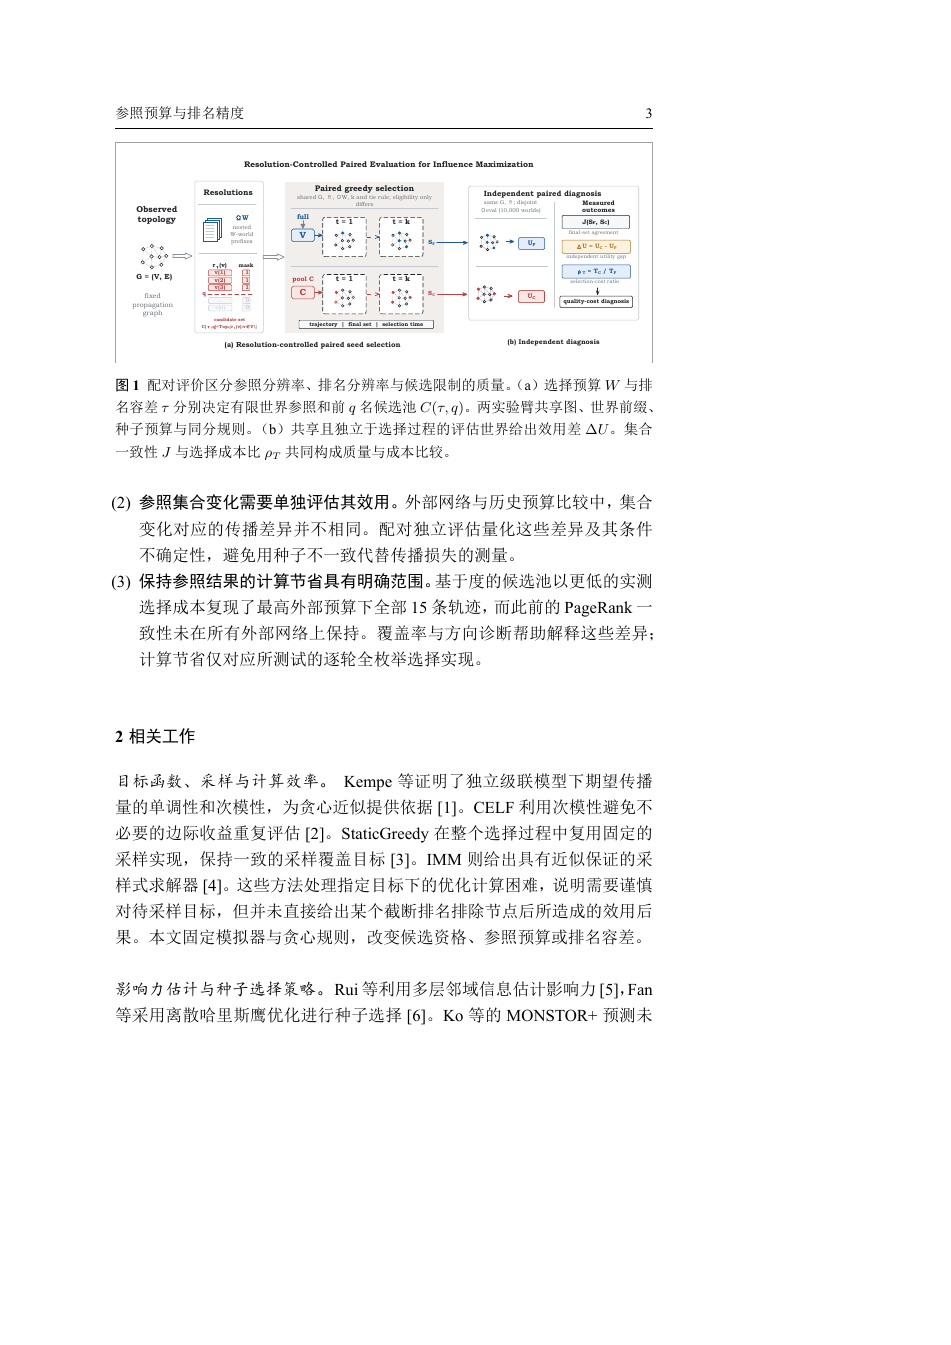 参照预算与排名精度 3
Resolution-Controlled Paired Evaluation for Influence Maximization
Observed
topology
G = (V, E)
fixed
propagation
graph
Resolutions
Ω W
nested
W-world
prefixes
r τ(v) mask
v(1) 1
v(2) 1
v(3) 1
q
0
0
candidate set
Paired greedy selection
differs
full
V
t = 1
t = k
pool C
C
t = 1
t = k
trajectory | final set | selection time
(a) Resolution-controlled paired seed selection
Independent paired diagnosis
Ωeval (10,000 worlds)
U_F
U_C
Measured
outcomes
J(S_F, S_C)
final-set agreement
ΔU = U_C - U_F
independent utility gap
ρ_T = T_C / T_F
selection-cost ratio
quality-cost diagnosis
(b) Independent diagnosis
图 1 配对评价区分参照分辨率、排名分辨率与候选限制的质量。（a）选择预算 W 与排
名容差 τ 分别决定有限世界参照和前 q 名候选池 C(τ, q)。两实验臂共享图、世界前缀、
种子预算与同分规则。（b）共享且独立于选择过程的评估世界给出效用差 ΔU。集合
一致性 J 与选择成本比 ρ_T 共同构成质量与成本比较。
(2) 参照集合变化需要单独评估其效用。外部网络与历史预算比较中，集合
变化对应的传播差异并不相同。配对独立评估量化这些差异及其条件
不确定性，避免用种子不一致代替传播损失的测量。
(3) 保持参照结果的计算节省具有明确范围。基于度的候选池以更低的实测
选择成本复现了最高外部预算下全部 15 条轨迹，而此前的 PageRank 一
致性未在所有外部网络上保持。覆盖率与方向诊断帮助解释这些差异；
计算节省仅对应所测试的逐轮全枚举选择实现。
2 相关工作
目标函数、采样与计算效率。 Kempe 等证明了独立级联模型下期望传播
量的单调性和次模性，为贪心近似提供依据 [1]。CELF 利用次模性避免不
必要的边际收益重复评估 [2]。StaticGreedy 在整个选择过程中复用固定的
采样实现，保持一致的采样覆盖目标 [3]。IMM 则给出具有近似保证的采
样式求解器 [4]。这些方法处理指定目标下的优化计算困难，说明需要谨慎
对待采样目标，但并未直接给出某个截断排名排除节点后所造成的效用后
果。本文固定模拟器与贪心规则，改变候选资格、参照预算或排名容差。
影响力估计与种子选择策略。Rui 等利用多层邻域信息估计影响力 [5]，Fan
等采用离散哈里斯鹰优化进行种子选择 [6]。Ko 等的 MONSTOR+ 预测未